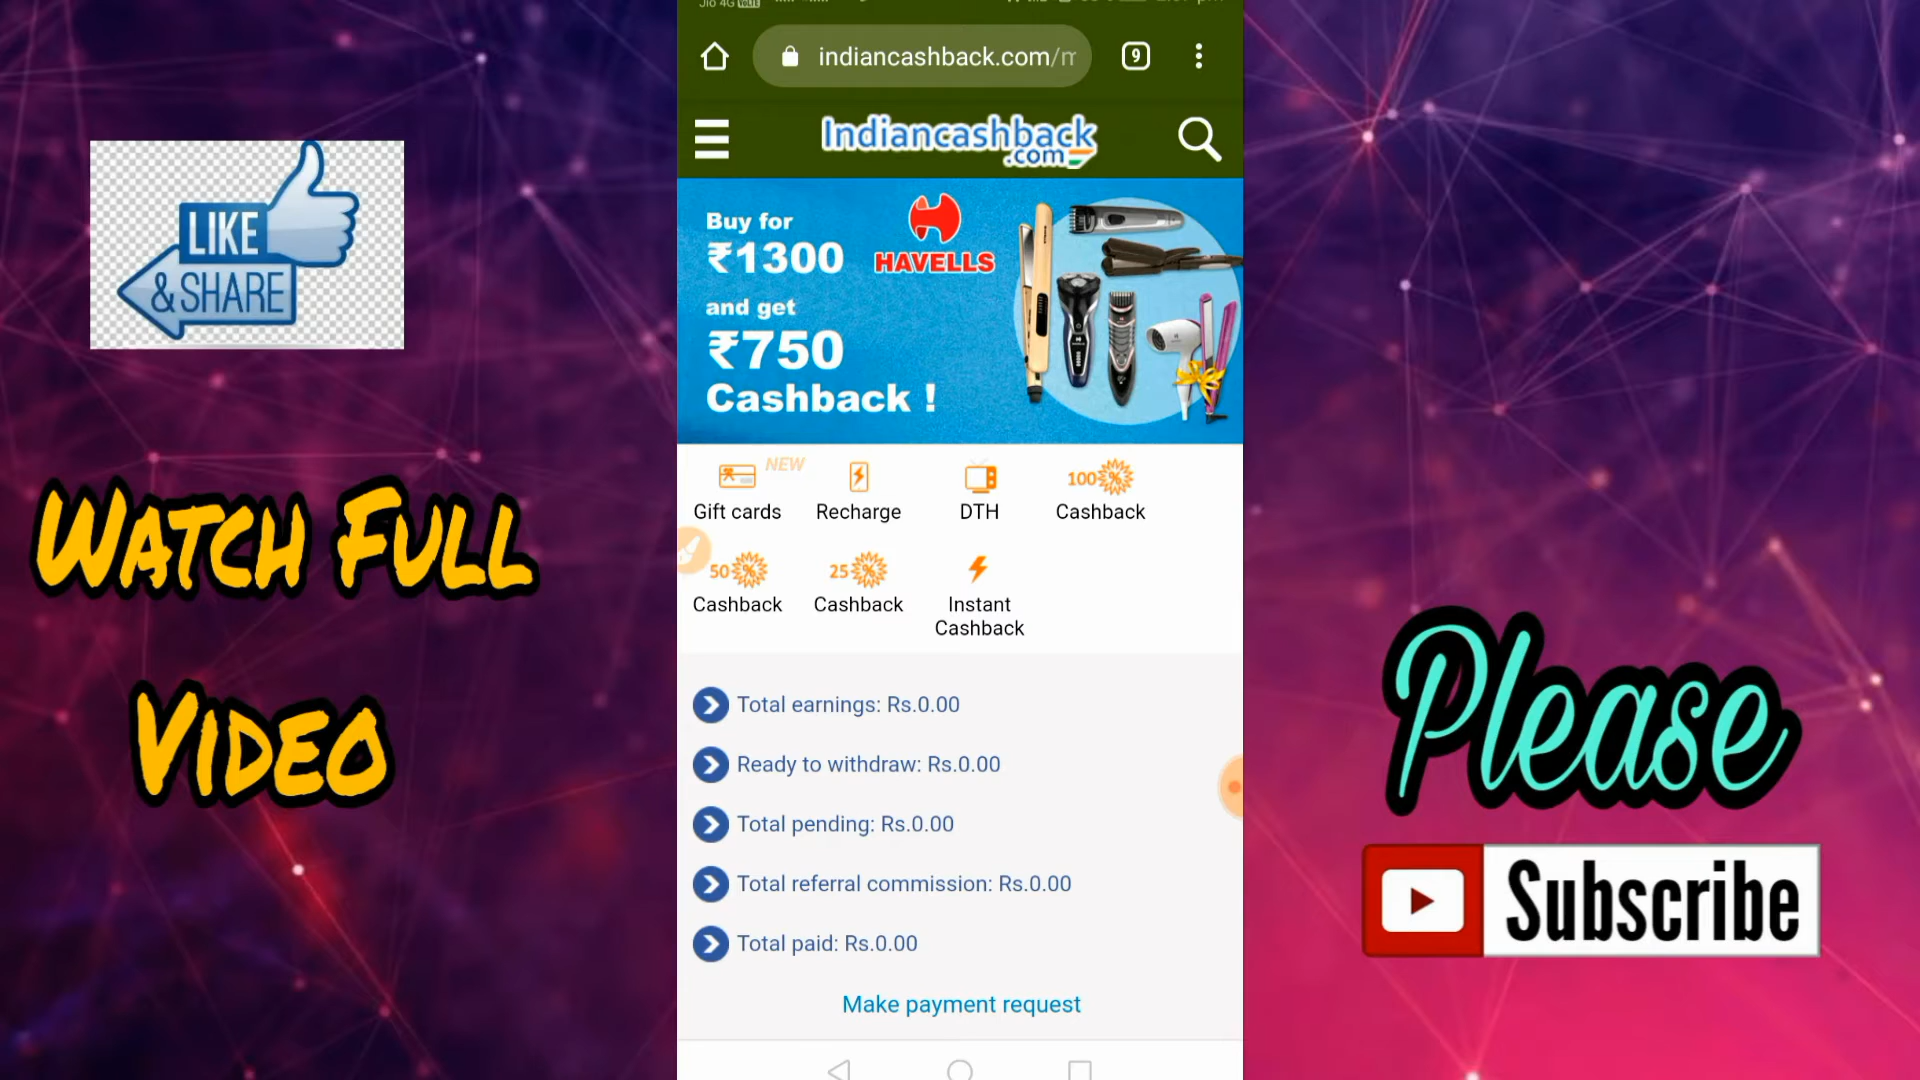 Jio 4G
indiancashback.com/m
9
Indiancashback
.com
LIKE
& SHARE
Buy for
₹1300
HAVELLS
and get
₹750
Cashback !
NEW
Gift cards
Recharge
DTH
100%
Cashback
50%
Cashback
25%
Cashback
Instant
Cashback
WATCH FULL
VIDEO
Total earnings: Rs.0.00
Ready to withdraw: Rs.0.00
Total pending: Rs.0.00
Total referral commission: Rs.0.00
Total paid: Rs.0.00
Make payment request
Please
Subscribe